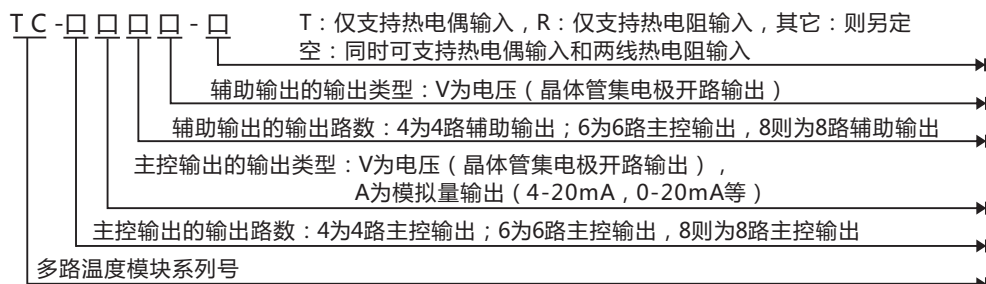 TC-口口口口-口
T：仅支持热电偶输入，R：仅支持热电阻输入，其它：则另定
空：同时可支持热电偶输入和两线热电阻输入
辅助输出的输出类型：V为电压（晶体管集电极开路输出）
辅助输出的输出路数：4为4路辅助输出；6为6路主控输出，8则为8路辅助输出
主控输出的输出类型：V为电压（晶体管集电极开路输出），
A为模拟量输出（4-20mA，0-20mA等）
主控输出的输出路数：4为4路主控输出；6为6路主控输出，8则为8路主控输出
多路温度模块系列号